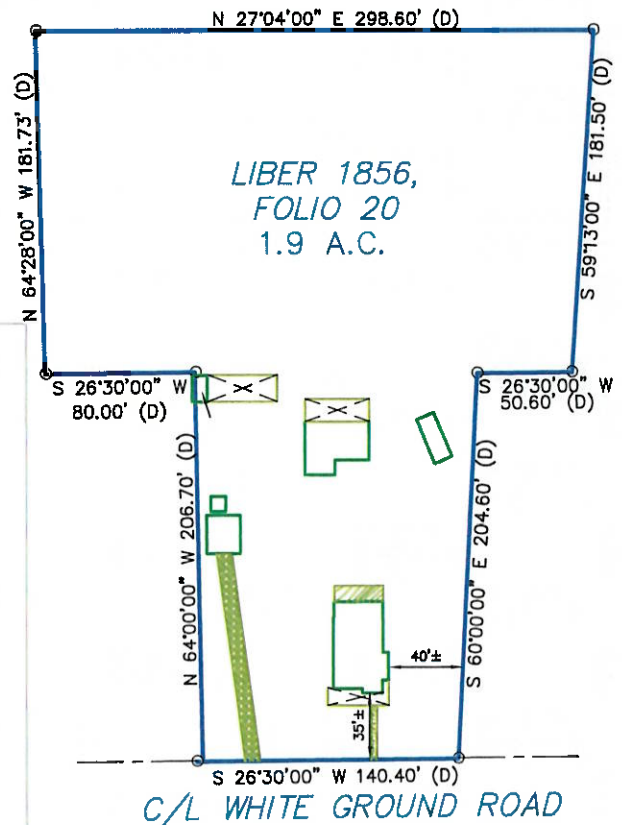 N 27°04'00" E 298.60' (D)
N 64°28'00" W 181.73' (D)
S 59°13'00" E 181.50' (D)
LIBER 1856,
FOLIO 20
1.9 A.C.
S 26°30'00" W
80.00' (D)
S 26°30'00" W
50.60' (D)
N 64°00'00" W 206.70' (D)
S 60°00'00" E 204.60' (D)
40'±
35'±
S 26°30'00" W 140.40' (D)
C/L WHITE GROUND ROAD